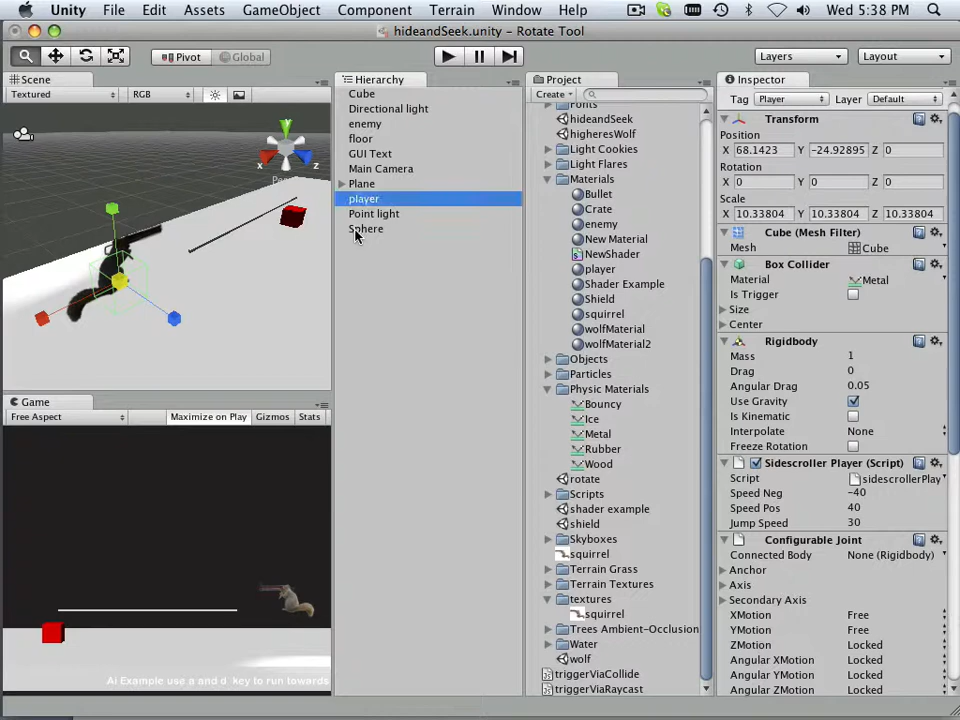 Unity File Edit Assets GameObject Component Terrain Window Help Wed 5:38 PM
hideandSeek.unity - Rotate Tool
Pivot Global Layers Layout
Scene
Textured RGB
Game
Free Aspect Maximize on Play Gizmos Stats
Ai Example use a and d key to run towards
Hierarchy
Cube
Directional light
enemy
floor
GUI Text
Main Camera
Plane
player
Point light
Sphere
Project
Create
Fonts
hideandSeek
higheresWolf
Light Cookies
Light Flares
Materials
Bullet
Crate
enemy
New Material
NewShader
player
Shader Example
Shield
squirrel
wolfMaterial
wolfMaterial2
Objects
Particles
Physic Materials
Bouncy
Ice
Metal
Rubber
Wood
rotate
Scripts
shader example
shield
Skyboxes
squirrel
Terrain Grass
Terrain Textures
textures
squirrel
Trees Ambient-Occlusion
Water
wolf
triggerViaCollide
triggerViaRaycast
Inspector
Tag Player Layer Default
Transform
Position
X 68.1423 Y -24.92895 Z 0
Rotation
X 0 Y 0 Z 0
Scale
X 10.33804 Y 10.33804 Z 10.33804
Cube (Mesh Filter)
Mesh Cube
Box Collider
Material Metal
Is Trigger
Size
Center
Rigidbody
Mass 1
Drag 0
Angular Drag 0.05
Use Gravity
Is Kinematic
Interpolate None
Freeze Rotation
Sidescroller Player (Script)
Script sidescrollerPlay
Speed Neg -40
Speed Pos 40
Jump Speed 30
Configurable Joint
Connected Body None (Rigidbody)
Anchor
Axis
Secondary Axis
XMotion Free
YMotion Free
ZMotion Locked
Angular XMotion Locked
Angular YMotion Locked
Angular ZMotion Locked